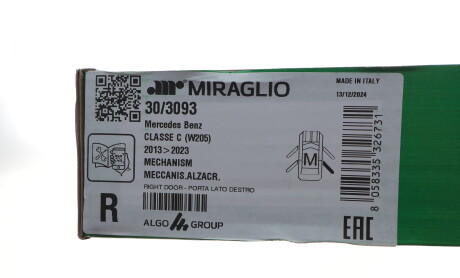 MIRAGLIO
MADE IN ITALY
13/12/2024
30/3093
Mercedes Benz
CLASSE C (W205)
2013>2023
MECHANISM
MECCANIS.ALZACR.
RIGHT DOOR - PORTA LATO DESTRO
M
R
ALGO GROUP
8 058335 326731
EAC